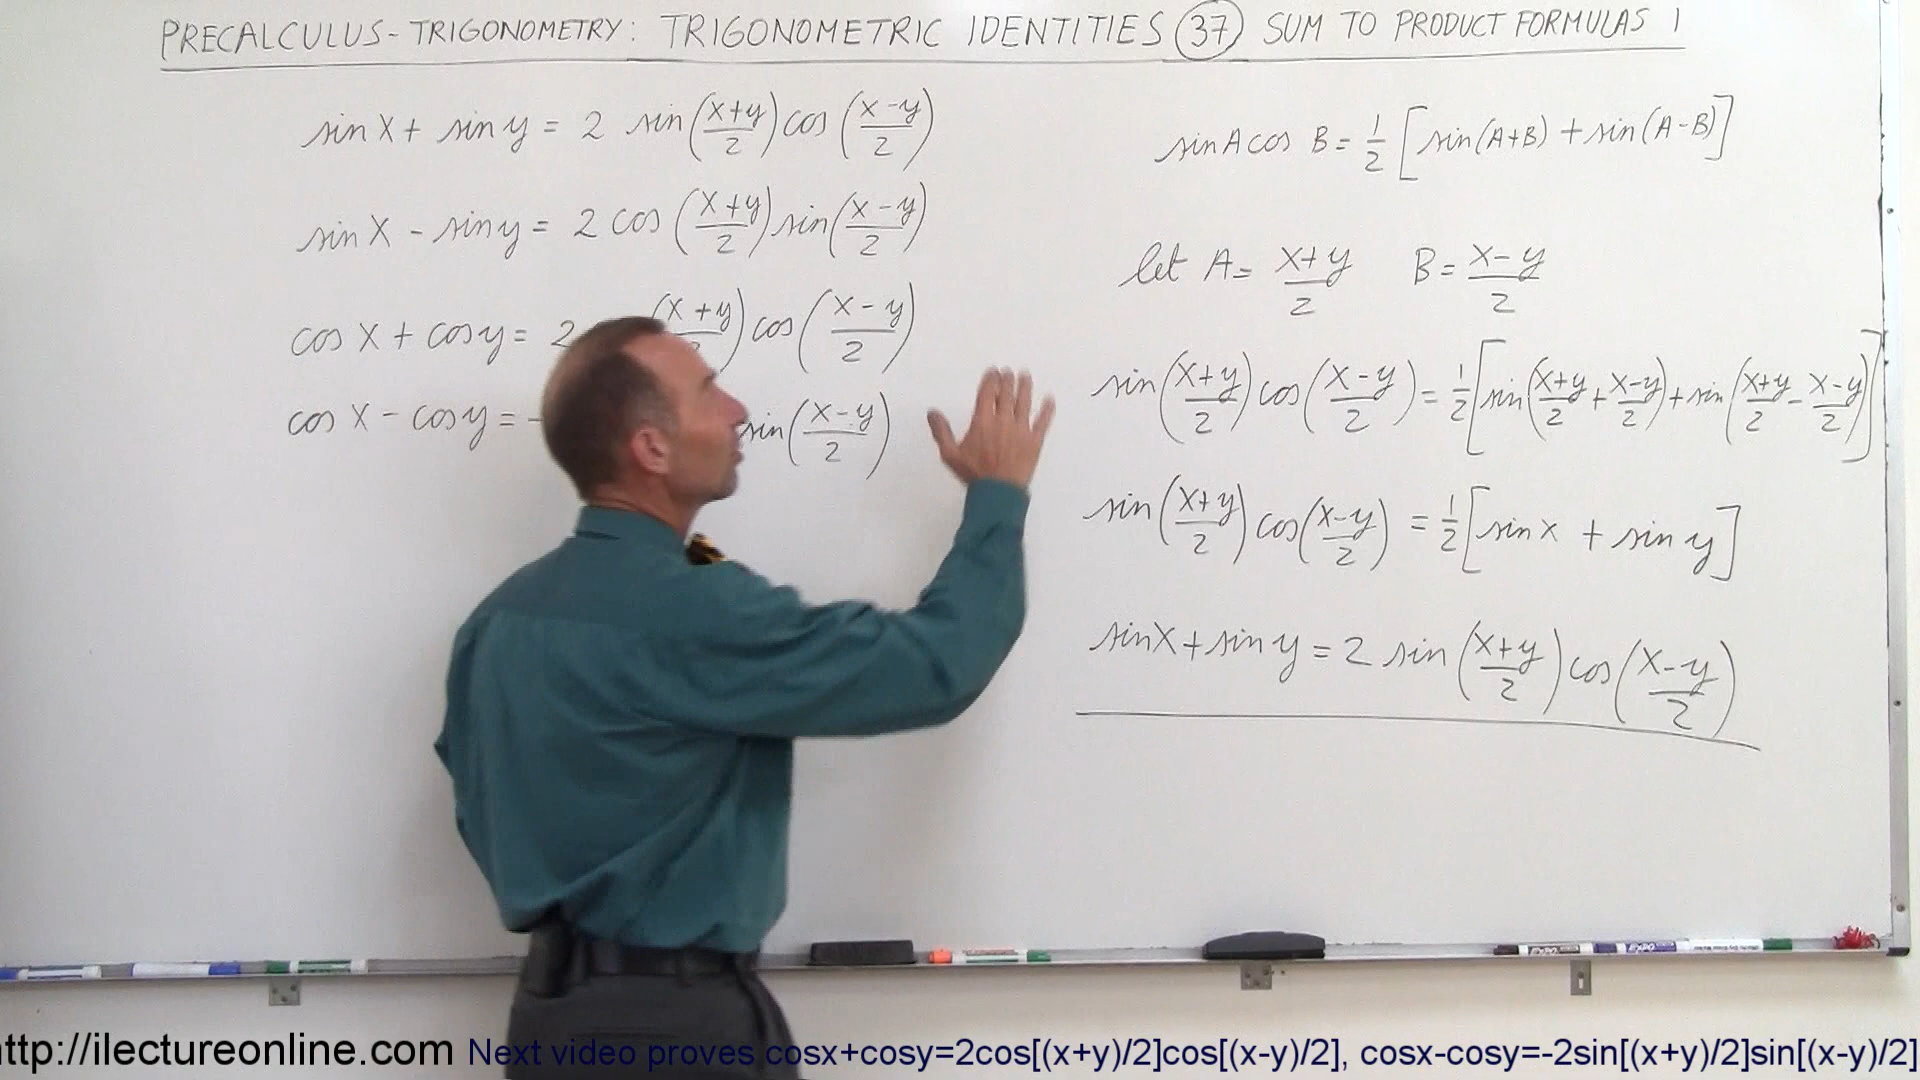 PRECALCULUS - TRIGONOMETRY: TRIGONOMETRIC IDENTITIES 37 SUM TO PRODUCT FORMULAS 1
sin x + sin y = 2 sin(x+y/2) cos(x-y/2)
sin x - sin y = 2 cos(x+y/2) sin(x-y/2)
cos x + cos y = 2 (x+y) cos(x-y/2)
cos x - cos y = - sin(x-y/2)
sin A cos B = 1/2 [sin(A+B) + sin(A-B)]
let A = x+y/2 B = x-y/2
sin(x+y/2) cos(x-y/2) = 1/2 [sin(x+y/2 + x-y/2) + sin(x+y/2 - x-y/2)]
sin(x+y/2) cos(x-y/2) = 1/2 [sin x + sin y]
sin x + sin y = 2 sin(x+y/2) cos(x-y/2)
http://ilectureonline.com Next video proves cosx+cosy=2cos[(x+y)/2]cos[(x-y)/2], cosx-cosy=-2sin[(x+y)/2]sin[(x-y)/2]